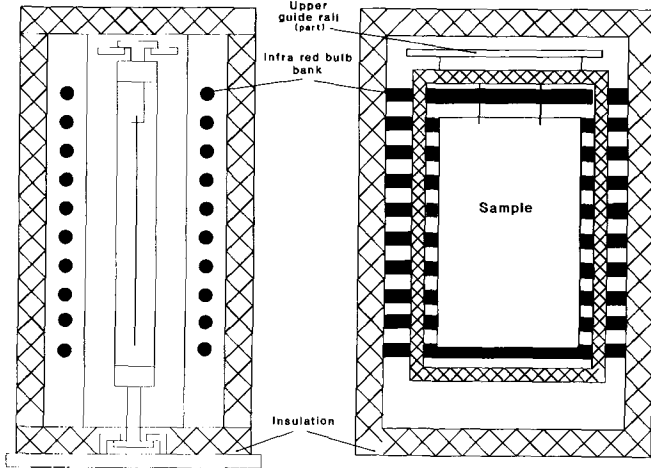 Upper
guide rail
(part)
Infra red bulb
bank
Sample
Insulation